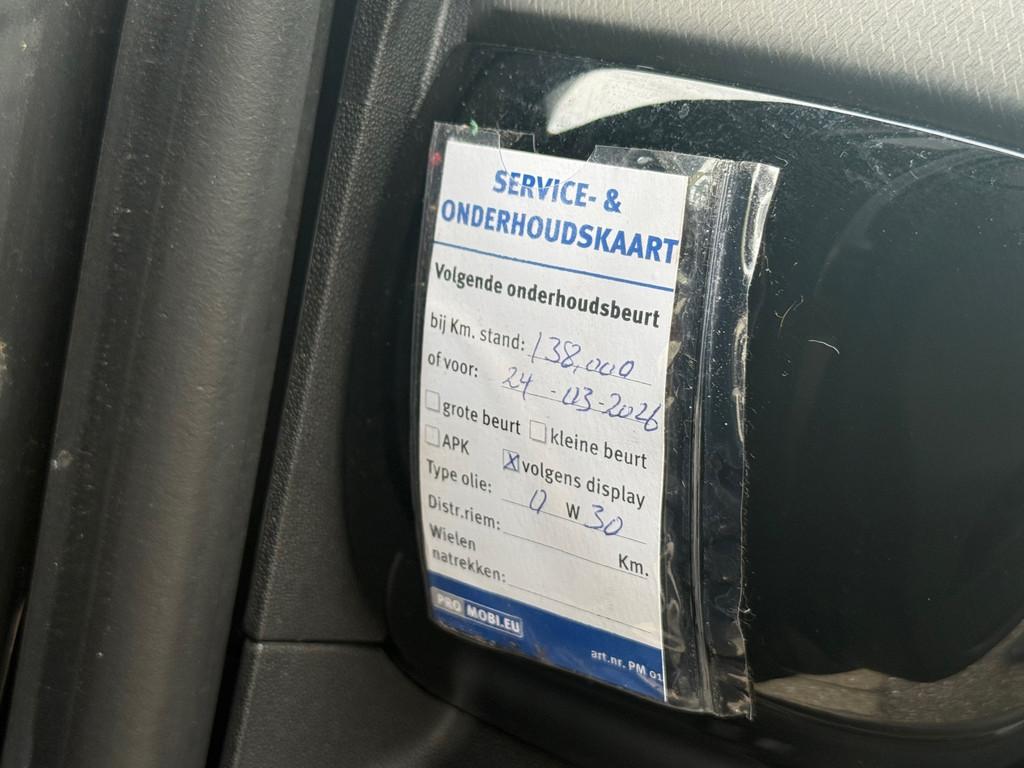 SERVICE- &
ONDERHOUDSKAART
Volgende onderhoudsbeurt
bij Km. stand: 138,000
of voor: 24-03-2026
grote beurt kleine beurt
APK X volgens display
Type olie: 0 W 30
Distr.riem: Km.
Wielen
natrekken:
PRO MOBI.EU
art.nr. PM 01